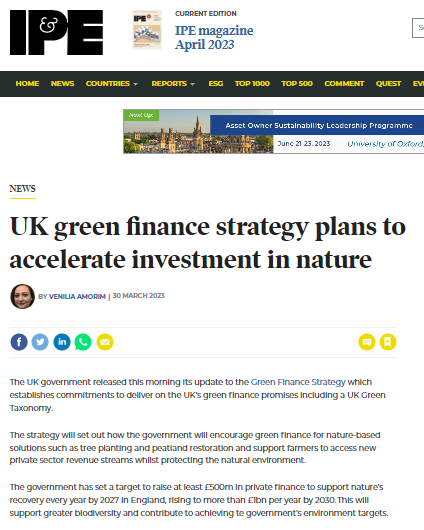 I&PE
CURRENT EDITION
IPE magazine
April 2023
HOME NEWS COUNTRIES REPORTS ESG TOP 1000 TOP 500 COMMENT QUEST
Next Up:
Asset Owner Sustainability Leadership Programme
June 21-23, 2023 University of Oxford,
NEWS
UK green finance strategy plans to
accelerate investment in nature
BY VENILIA AMORIM | 30 MARCH 2023
The UK government released this morning its update to the Green Finance Strategy which
establishes commitments to deliver on the UK's green finance promises including a UK Green
Taxonomy.
The strategy will set out how the government will encourage green finance for nature-based
solutions such as tree planting and peatland restoration and support farmers to access new
private sector revenue streams whilst protecting the natural environment.
The government has set a target to raise at least £500m in private finance to support nature's
recovery every year by 2027 in England, rising to more than £1bn per year by 2030. This will
support greater biodiversity and contribute to achieving to government's environment targets.